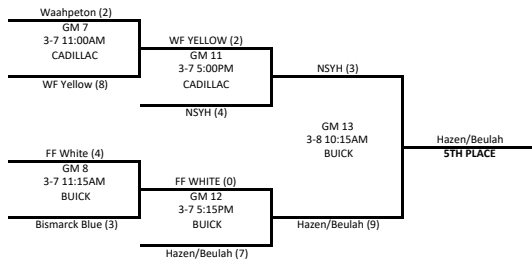 Waahpeton (2)
GM 7
3-7 11:00AM
CADILLAC
WF Yellow (8)
WF YELLOW (2)
GM 11
3-7 5:00PM
CADILLAC
NSYH (4)
NSYH (3)
GM 13
3-8 10:15AM
BUICK
Hazen/Beulah
5TH PLACE
FF White (4)
GM 8
3-7 11:15AM
BUICK
Bismarck Blue (3)
FF WHITE (0)
GM 12
3-7 5:15PM
BUICK
Hazen/Beulah (7)
Hazen/Beulah (9)